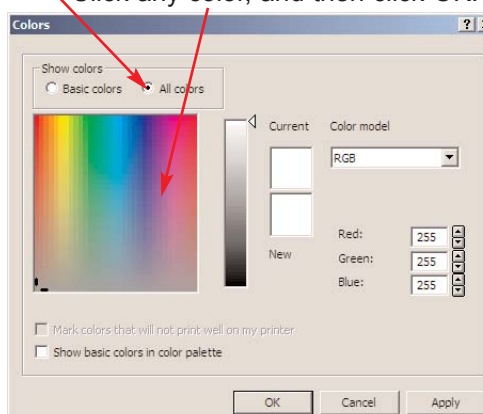 Click any color, and then click OK.
Colors
Show colors
Basic colors
All colors
Current
Color model
RGB
New
Red: 255
Green: 255
Blue: 255
Mark colors that will not print well on my printer
Show basic colors in color palette
OK
Cancel
Apply